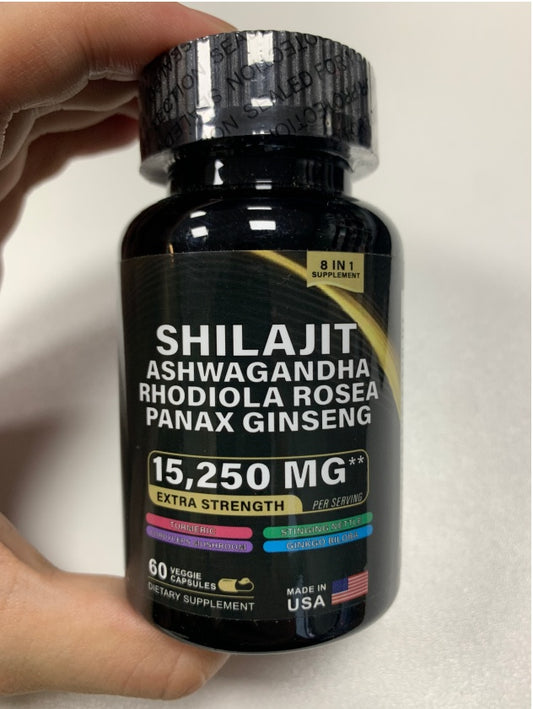 8 IN 1
SUPPLEMENT
SHILAJIT
ASHWAGANDHA
RHODIOLA ROSEA
PANAX GINSENG
15,250 MG**
EXTRA STRENGTH
PER SERVING
TURMERIC
STINGING NETTLE
MUSHROOM
GINKGO BILOBA
60 VEGGIE
CAPSULES
DIETARY SUPPLEMENT
MADE IN
USA